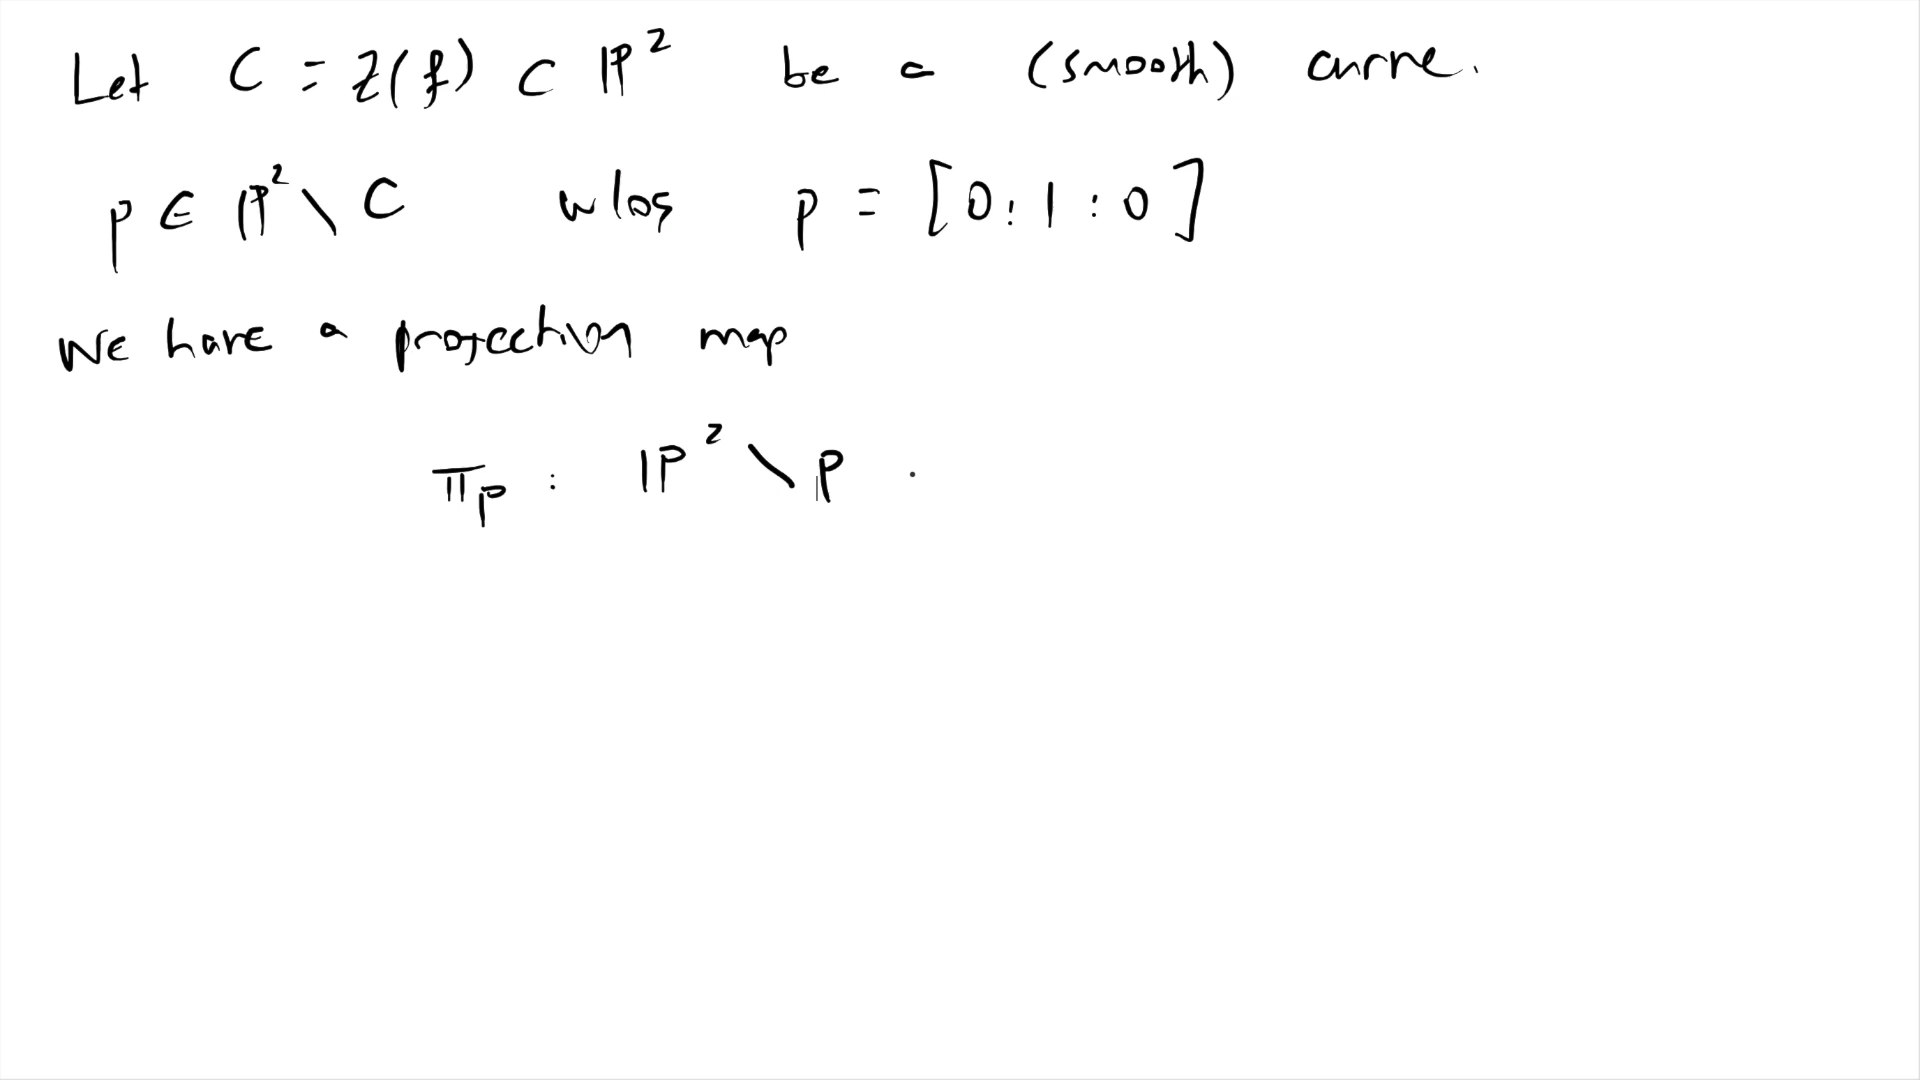 Let C = Z(f) ⊂ ℙ² be a (smooth) curve.
p ∈ ℙ² \ C wlog p = [0:1:0]
We have a projection map
π_p : ℙ² \ p